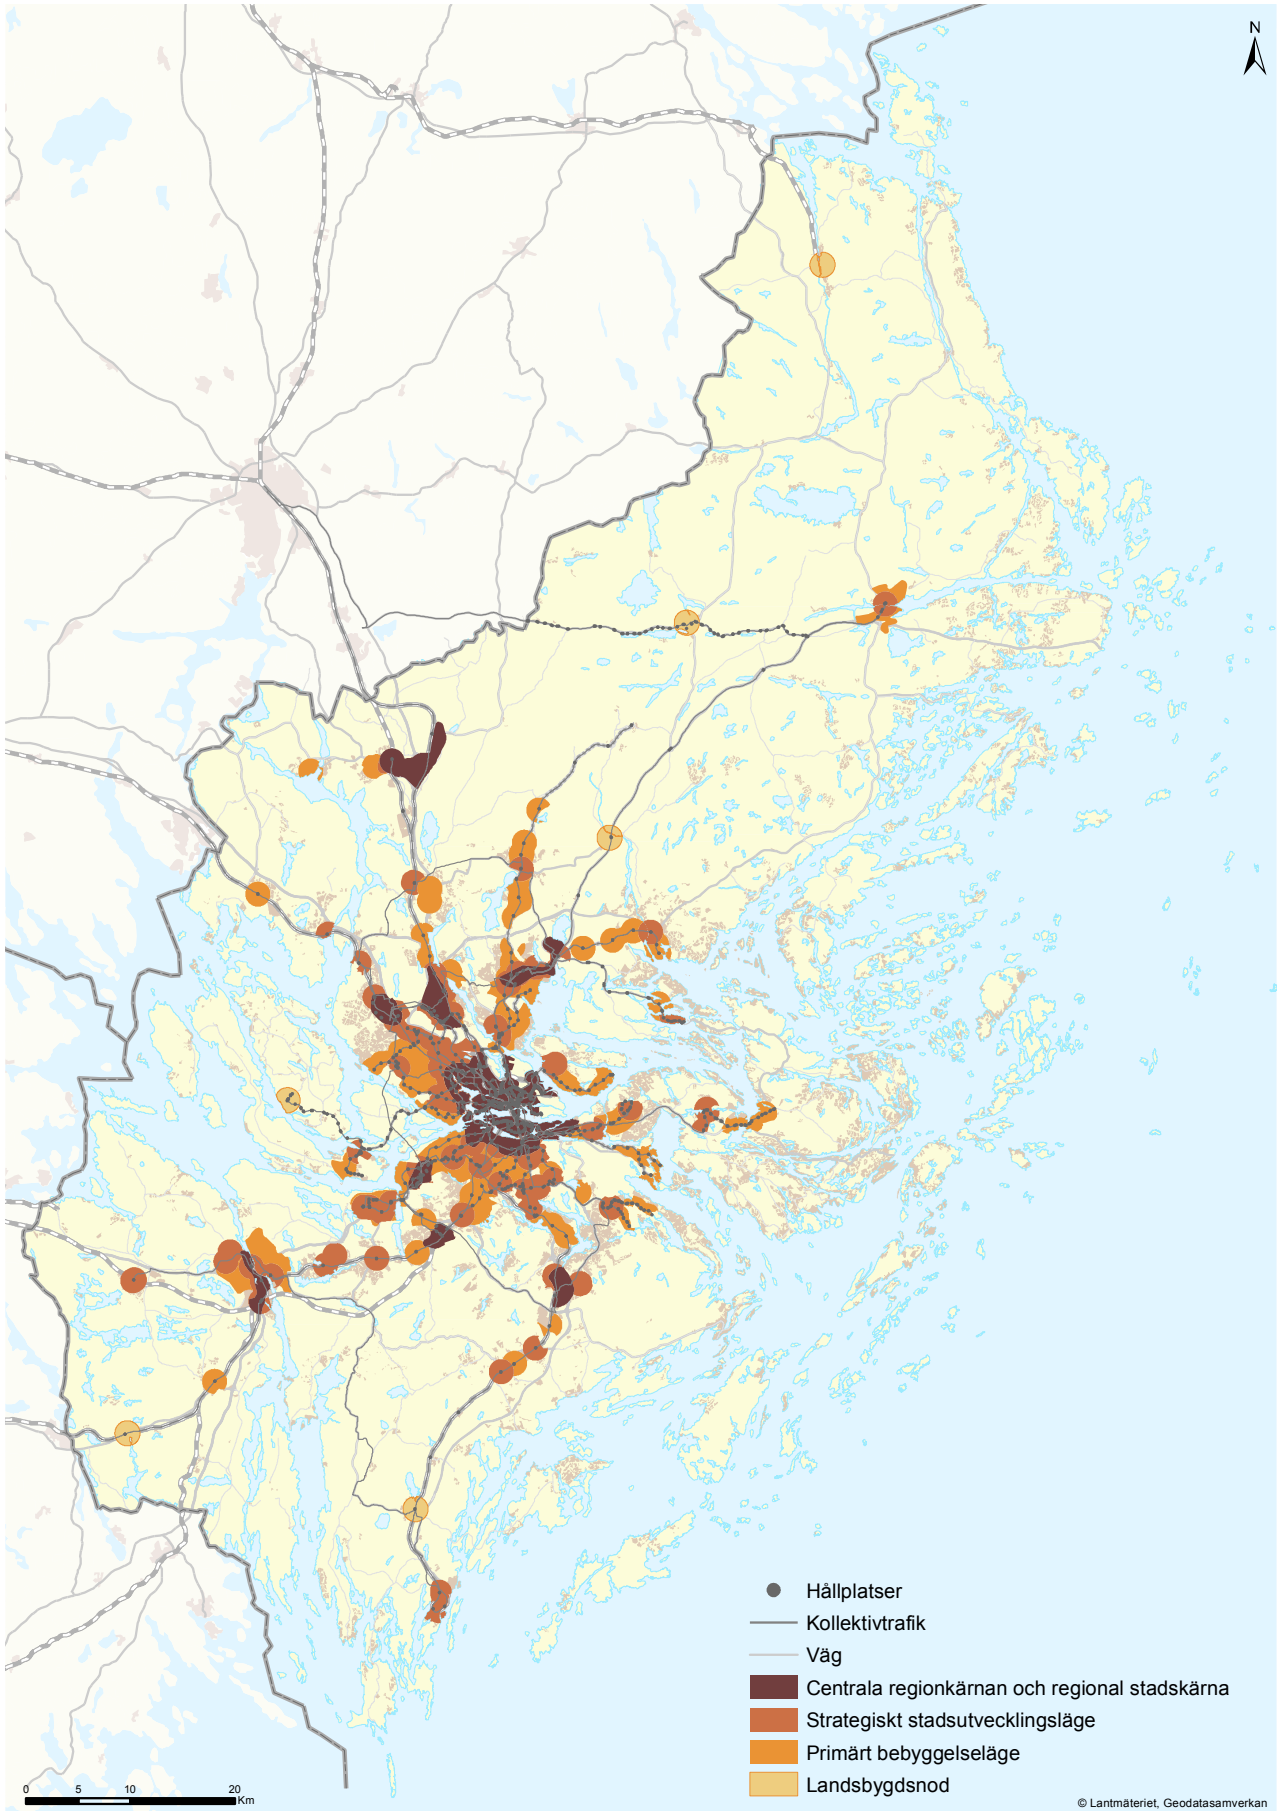 N
Hållplatser
Kollektivtrafik
Väg
Centrala regionkärnan och regional stadskärna
Strategiskt stadsutvecklingsläge
Primärt bebyggelseläge
Landsbygdsnod
0 5 10 20
Km
© Lantmäteriet, Geodatasamverkan